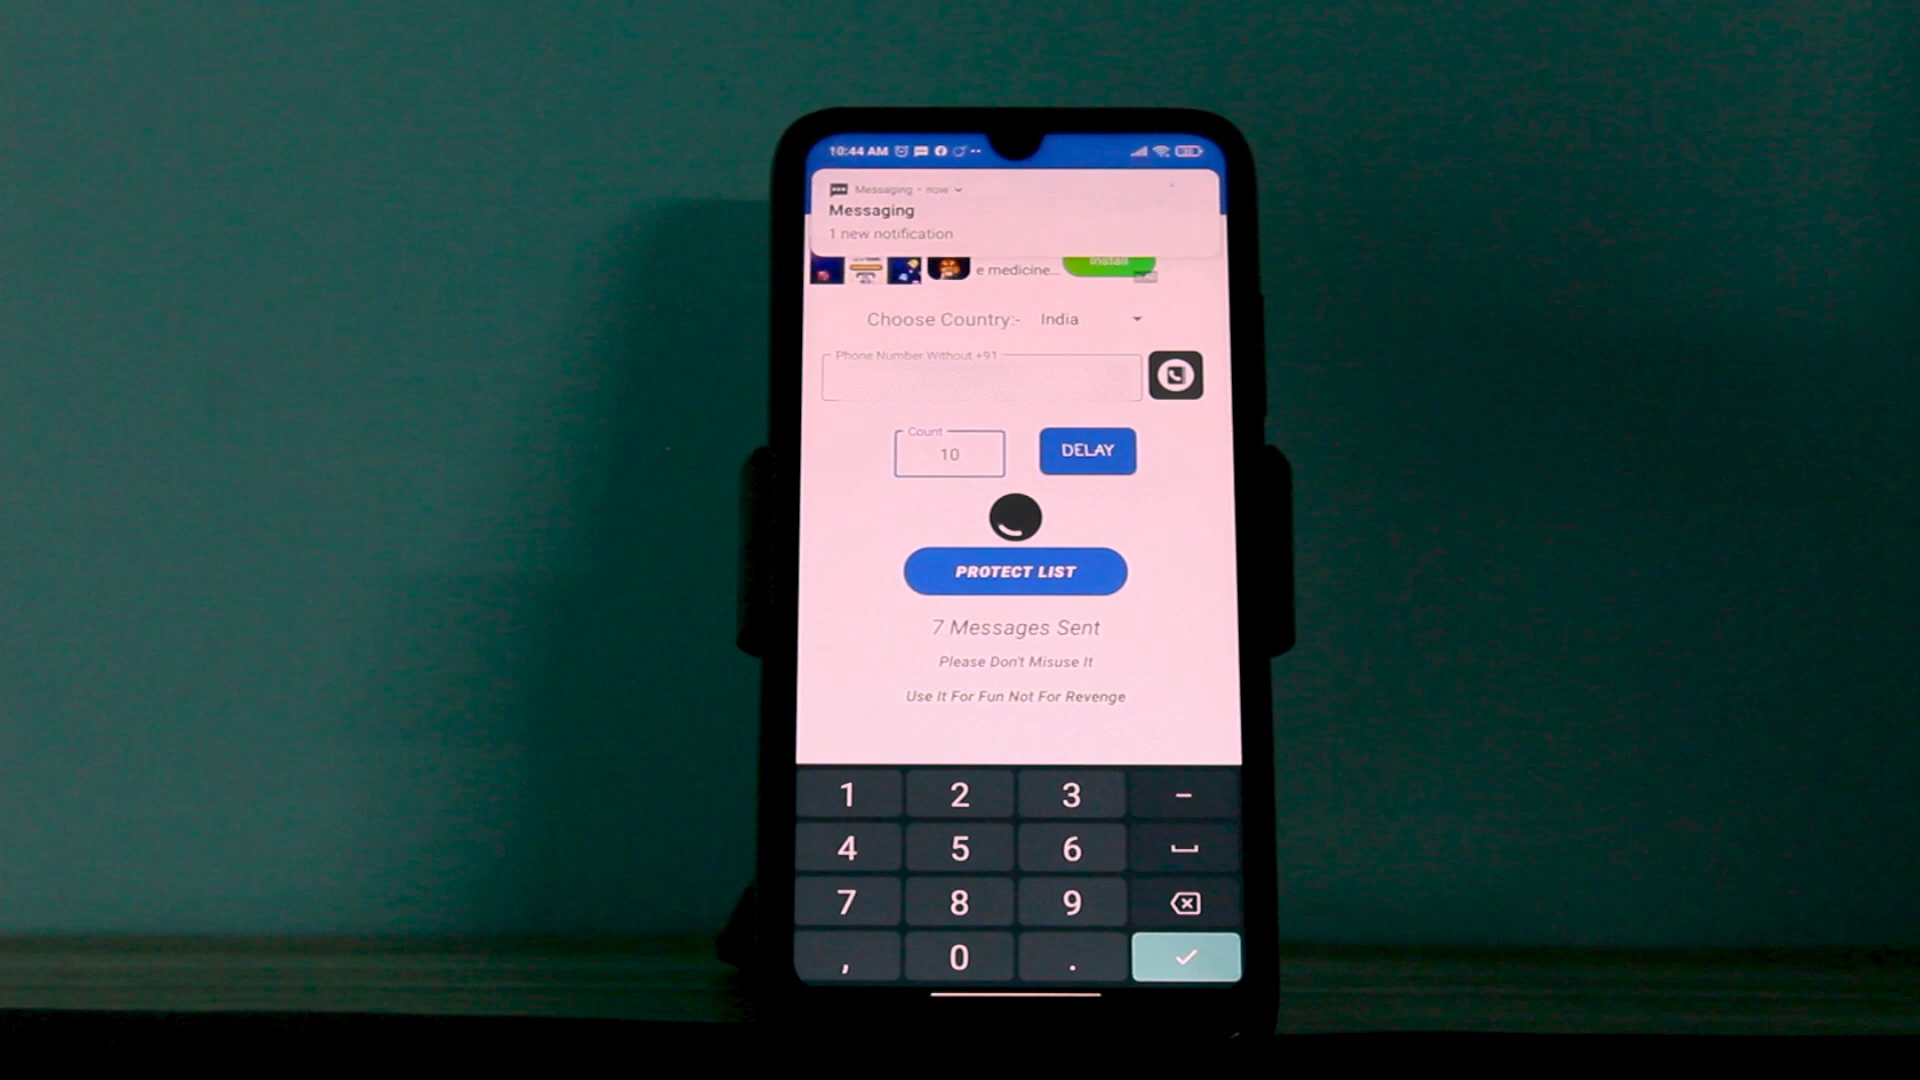 10:44 AM
Messaging • now
Messaging
1 new notification
e medicine...
Install
Choose Country:- India
Phone Number Without +91
Count
10
DELAY
PROTECT LIST
7 Messages Sent
Please Don't Misuse It
Use It For Fun Not For Revenge
1 2 3 –
4 5 6
7 8 9
, 0 .